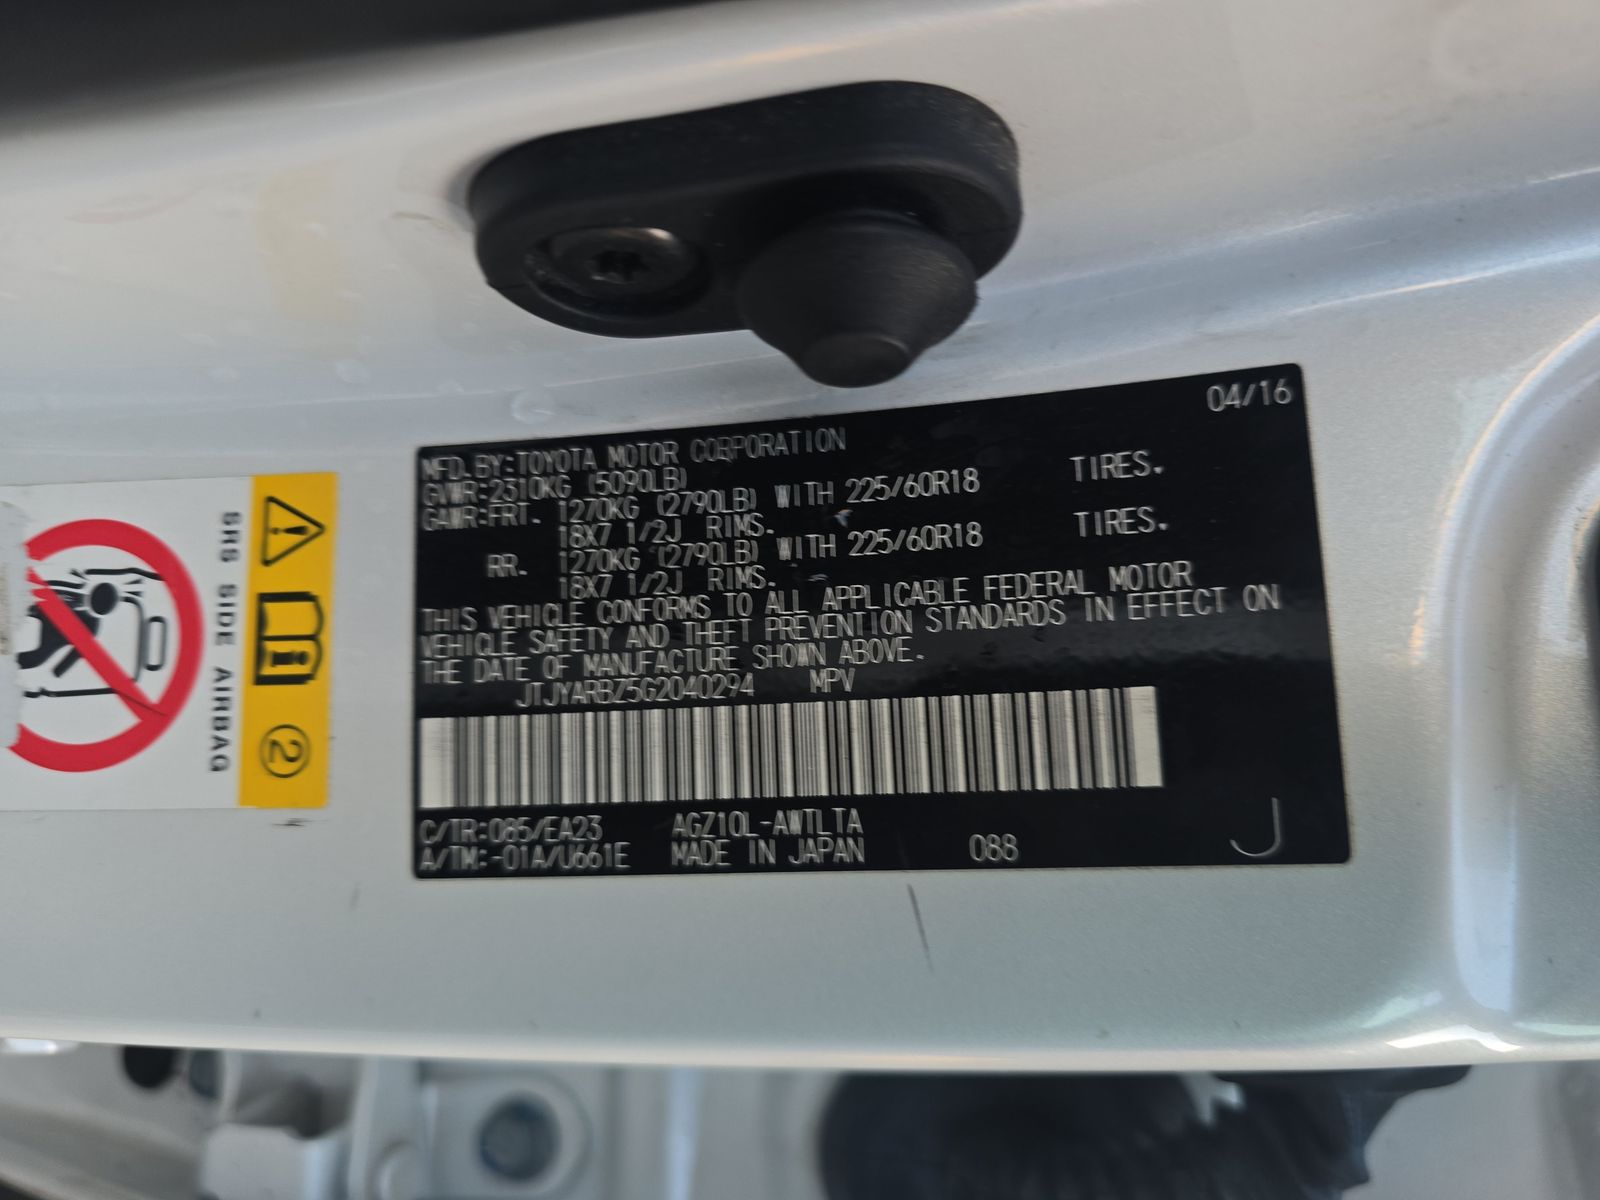 04/16
MFD.BY:TOYOTA MOTOR CORPORATION
GVWR:2310KG (5090LB)
GAWR:FRT. 1270KG (2790LB) WITH 225/60R18 TIRES.
18X7 1/2J RIMS.
RR. 1270KG (2790LB) WITH 225/60R18 TIRES.
18X7 1/2J RIMS.
THIS VEHICLE CONFORMS TO ALL APPLICABLE FEDERAL MOTOR
VEHICLE SAFETY AND THEFT PREVENTION STANDARDS IN EFFECT ON
THE DATE OF MANUFACTURE SHOWN ABOVE.
JTJYARBZ5G2040294 MPV
C/TR:085/EA23 AGZ10L-AWTLTA
A/TM:-01A/U661E MADE IN JAPAN 088 J
SRS SIDE AIRBAG
2